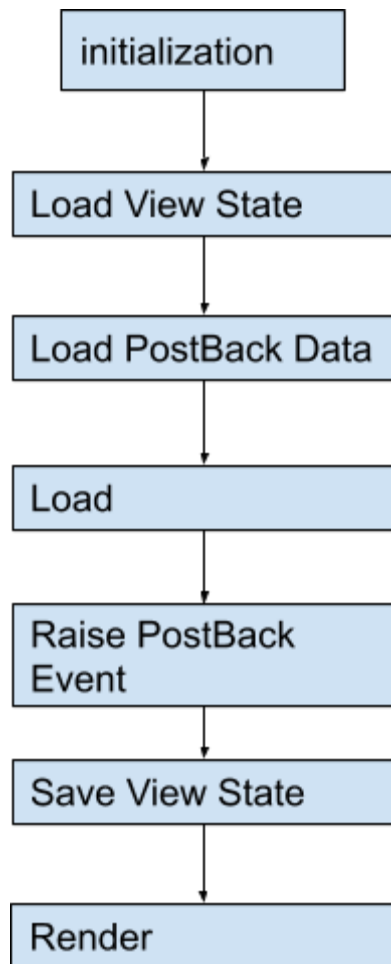 initialization
Load View State
Load PostBack Data
Load
Raise PostBack
Event
Save View State
Render